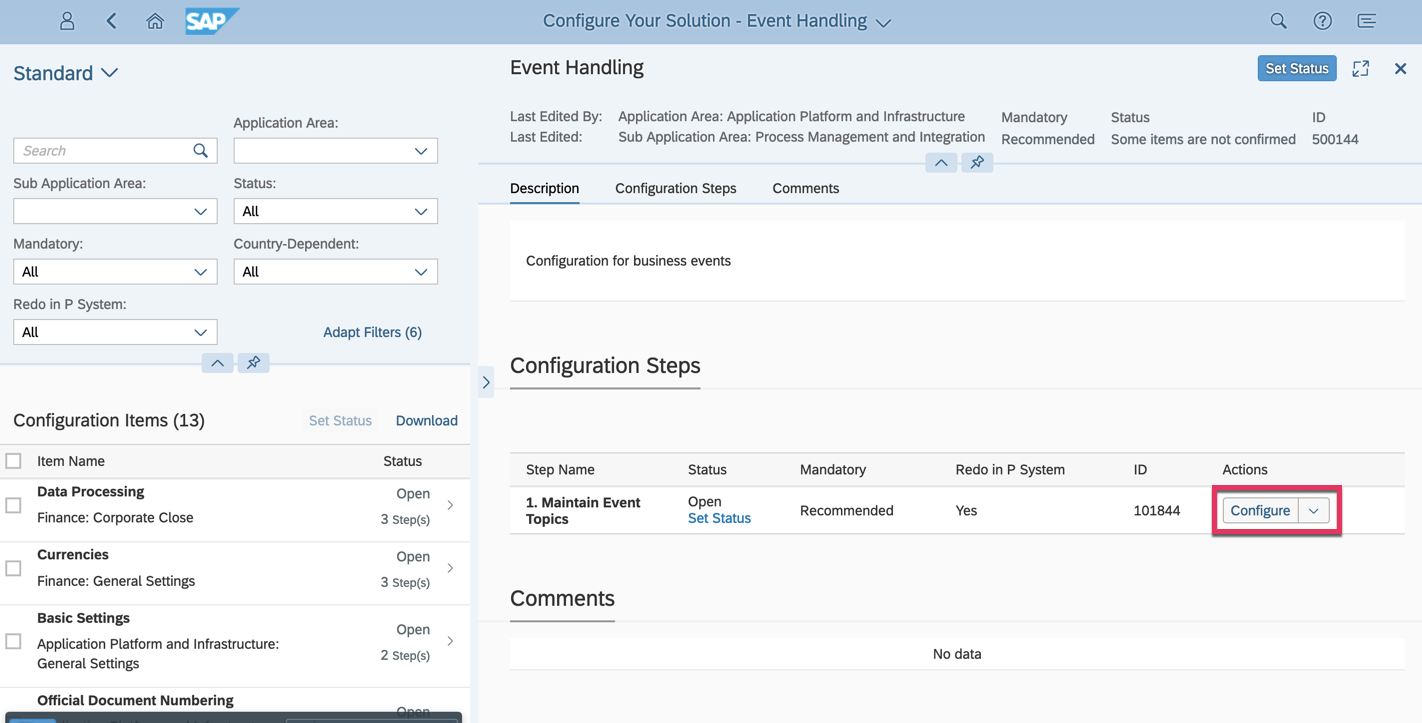 SAP
Configure Your Solution - Event Handling
Standard
Application Area:
Search
Sub Application Area:
Status:
All
Mandatory:
Country-Dependent:
All
All
Redo in P System:
All
Adapt Filters (6)
Configuration Items (13)
Set Status
Download
Item Name
Status
Data Processing
Open
Finance: Corporate Close
3 Step(s)
Currencies
Open
Finance: General Settings
3 Step(s)
Basic Settings
Open
Application Platform and Infrastructure:
General Settings
2 Step(s)
Official Document Numbering
Open
Event Handling
Set Status
Last Edited By:
Application Area: Application Platform and Infrastructure
Mandatory
Status
ID
Last Edited:
Sub Application Area: Process Management and Integration
Recommended
Some items are not confirmed
500144
Description
Configuration Steps
Comments
Configuration for business events
Configuration Steps
Step Name
Status
Mandatory
Redo in P System
ID
Actions
1. Maintain Event
Topics
Open
Set Status
Recommended
Yes
101844
Configure
Comments
No data